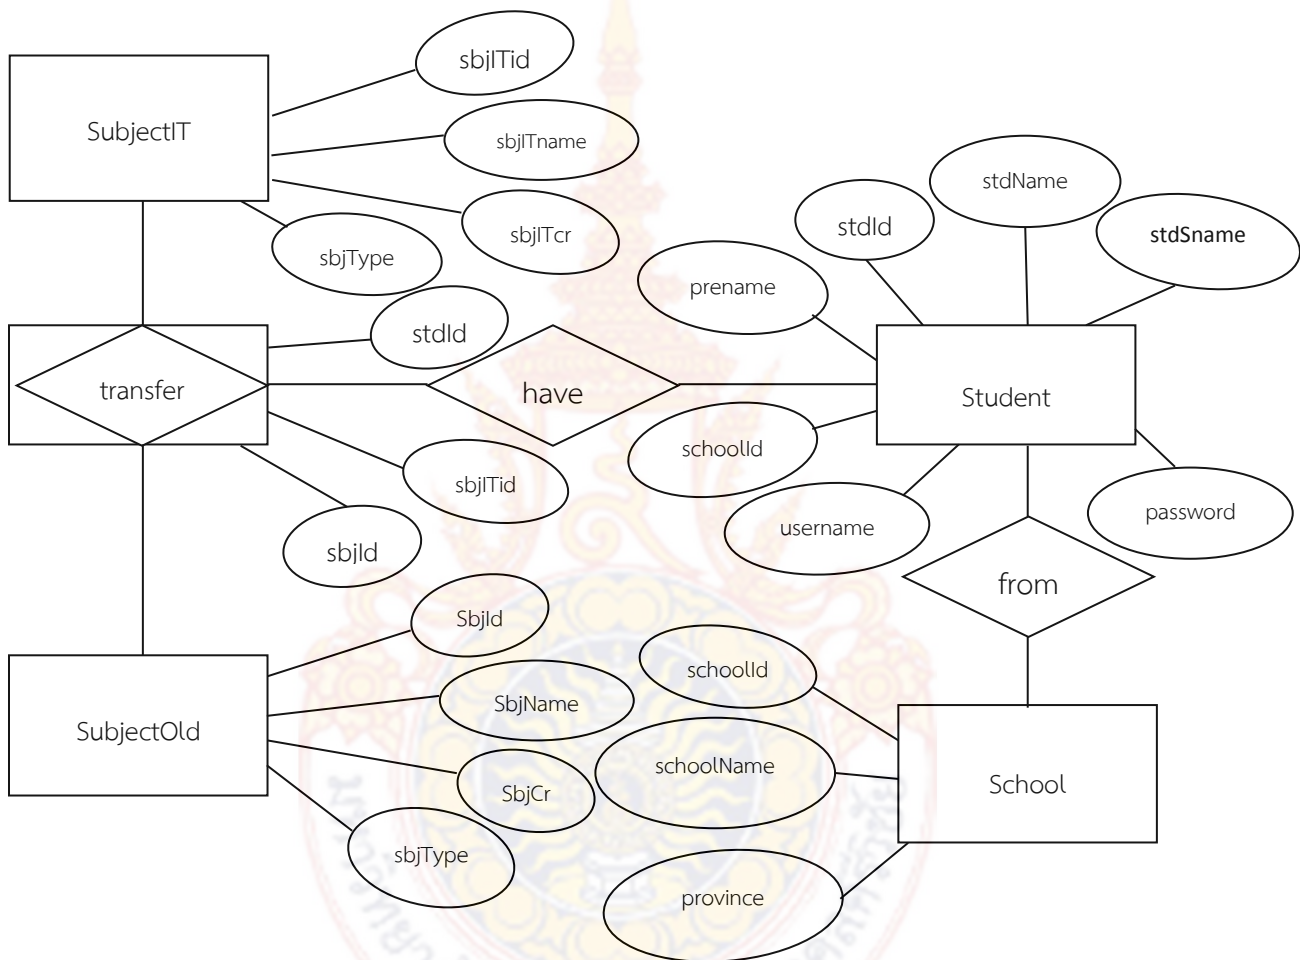 sbjITid
SubjectIT
sbjITname
stdName
stdId
stdSname
sbjITcr
sbjType
prename
stdId
transfer
have
Student
schoolId
sbjITid
username
password
sbjId
from
SbjId
schoolId
SbjName
SubjectOld
schoolName
School
SbjCr
sbjType
province